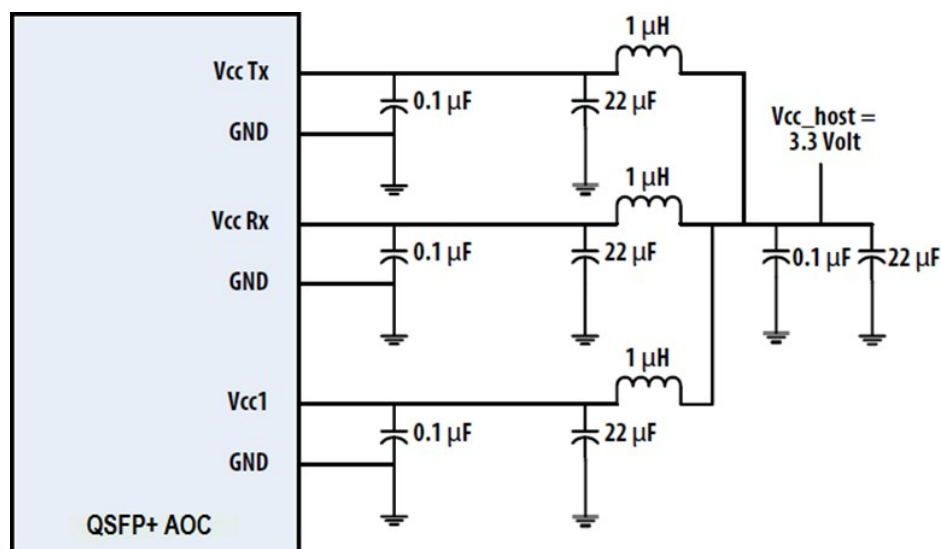 1 µH
Vcc Tx
0.1 µF
22 µF
Vcc_host =
3.3 Volt
GND
1 µH
Vcc Rx
0.1 µF
22 µF
0.1 µF
22 µF
GND
1 µH
Vcc1
0.1 µF
22 µF
GND
QSFP+ AOC